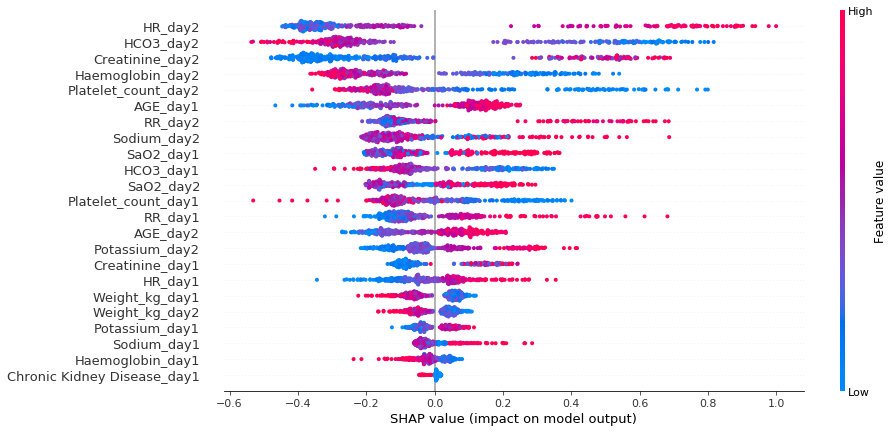 High
HR_day2
HCO3_day2
Creatinine_day2
Haemoglobin_day2
Platelet_count_day2
AGE_day1
RR_day2
Sodium_day2
SaO2_day1
HCO3_day1
SaO2_day2
Platelet_count_day1
RR_day1
AGE_day2
Potassium_day2
Creatinine_day1
HR_day1
Weight_kg_day1
Weight_kg_day2
Potassium_day1
Sodium_day1
Haemoglobin_day1
Chronic Kidney Disease_day1
Feature value
Low
−0.6 −0.4 −0.2 0.0 0.2 0.4 0.6 0.8 1.0
SHAP value (impact on model output)